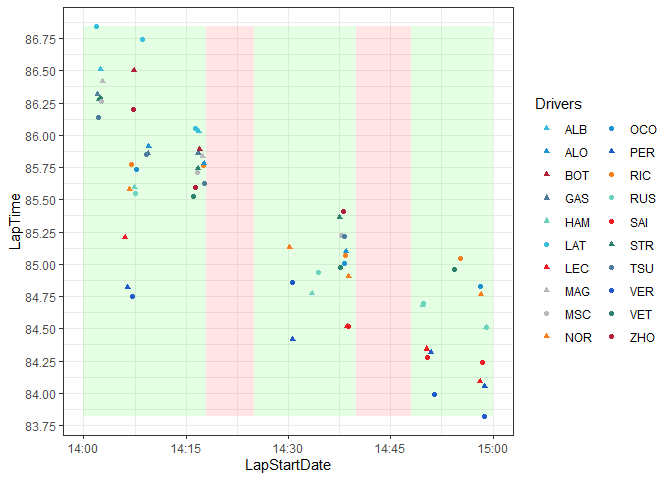 86.75
86.50
86.25
86.00
85.75
85.50
85.25
85.00
84.75
84.50
84.25
84.00
83.75
LapTime
14:00 14:15 14:30 14:45 15:00
LapStartDate
Drivers
ALB OCO
ALO PER
BOT RIC
GAS RUS
HAM SAI
LAT STR
LEC TSU
MAG VER
MSC VET
NOR ZHO